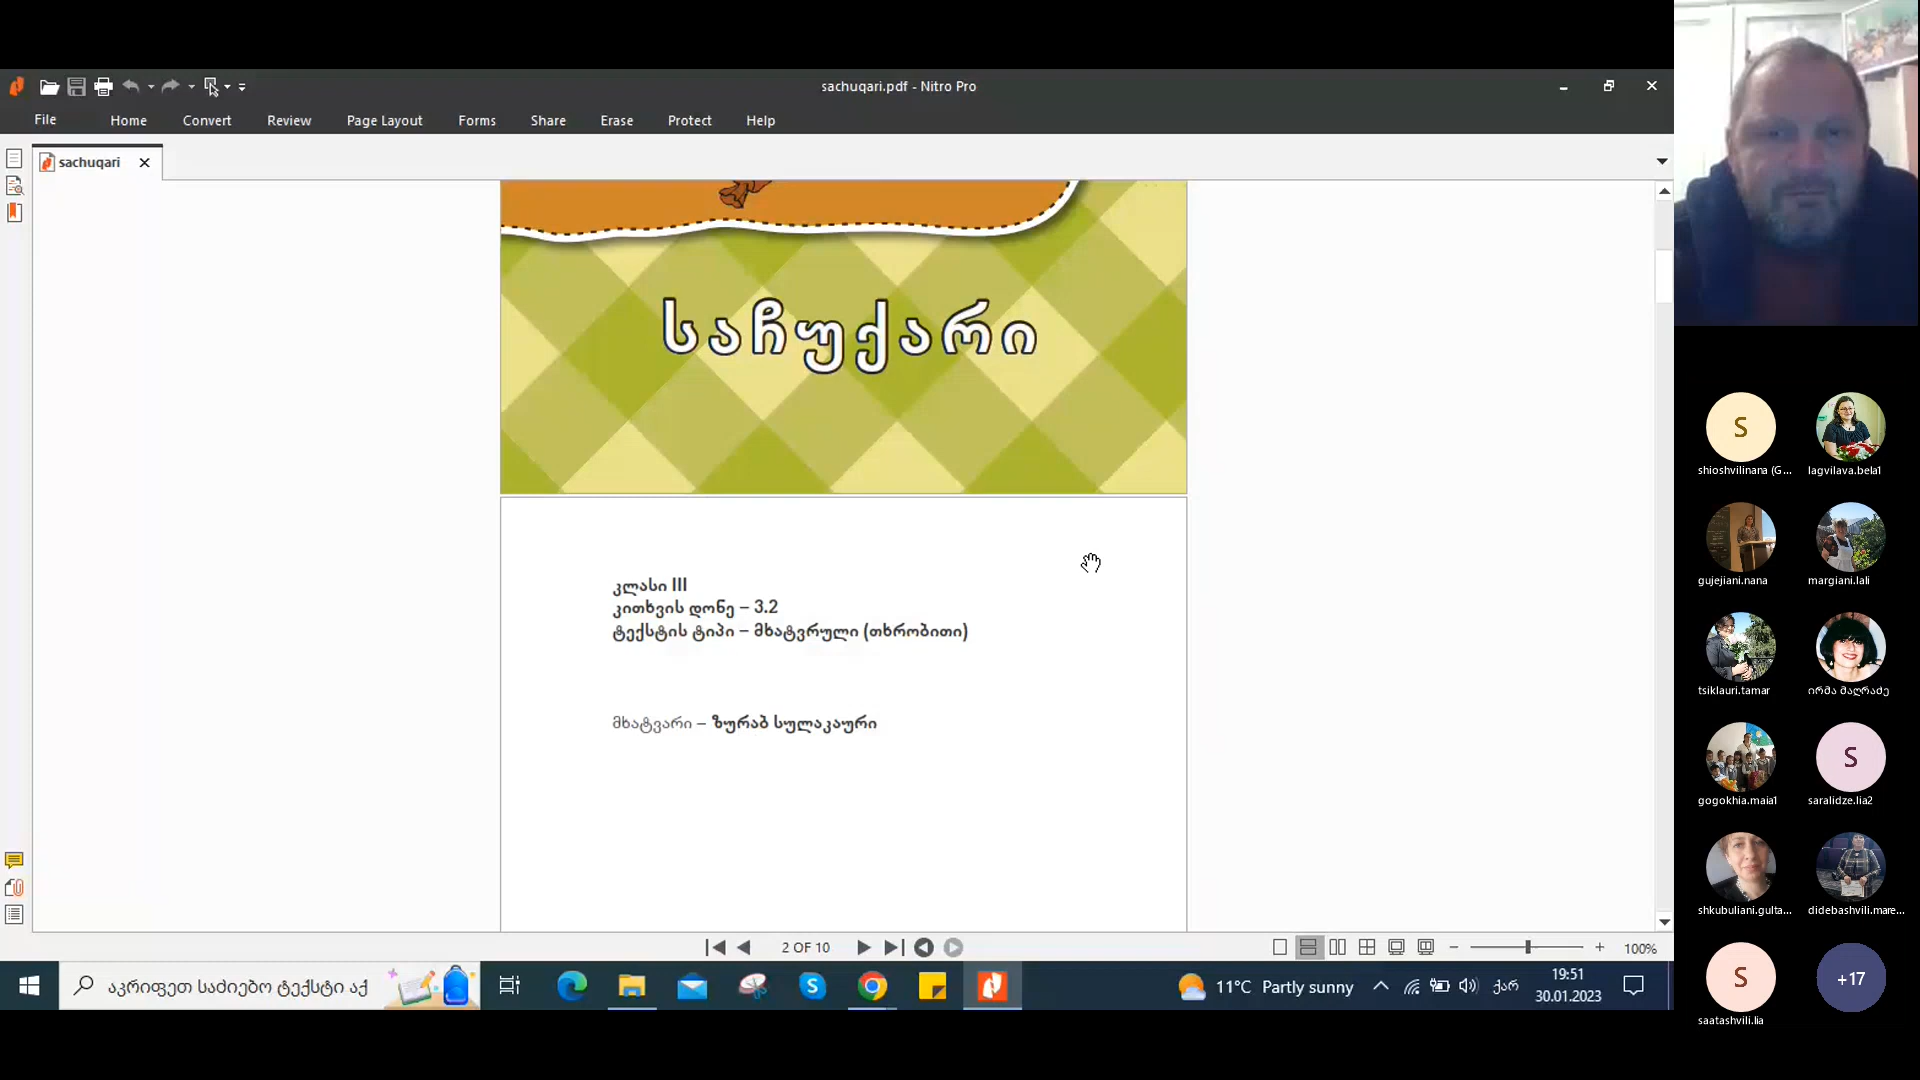 sachuqari.pdf - Nitro Pro
File Home Convert Review Page Layout Forms Share Erase Protect Help
sachuqari
საჩუქარი
კლასი III
კითხვის დონე – 3.2
ტექსტის ტიპი – მხატვრული (თხრობითი)
მხატვარი – ზურაბ სულაკაური
2 OF 10
100%
აკრიფეთ საძიებო ტექსტი აქ
11°C Partly sunny
ქარ
19:51
30.01.2023
S
shioshvilinana (G...
lagvilava.bela1
gujejiani.nana
margiani.lali
tsiklauri.tamar
ირმა მაღრაძე
S
gogokhia.maia1
saralidze.lia2
shkubuliani.gulta...
didebashvili.mare...
S
+17
saatashvili.lia